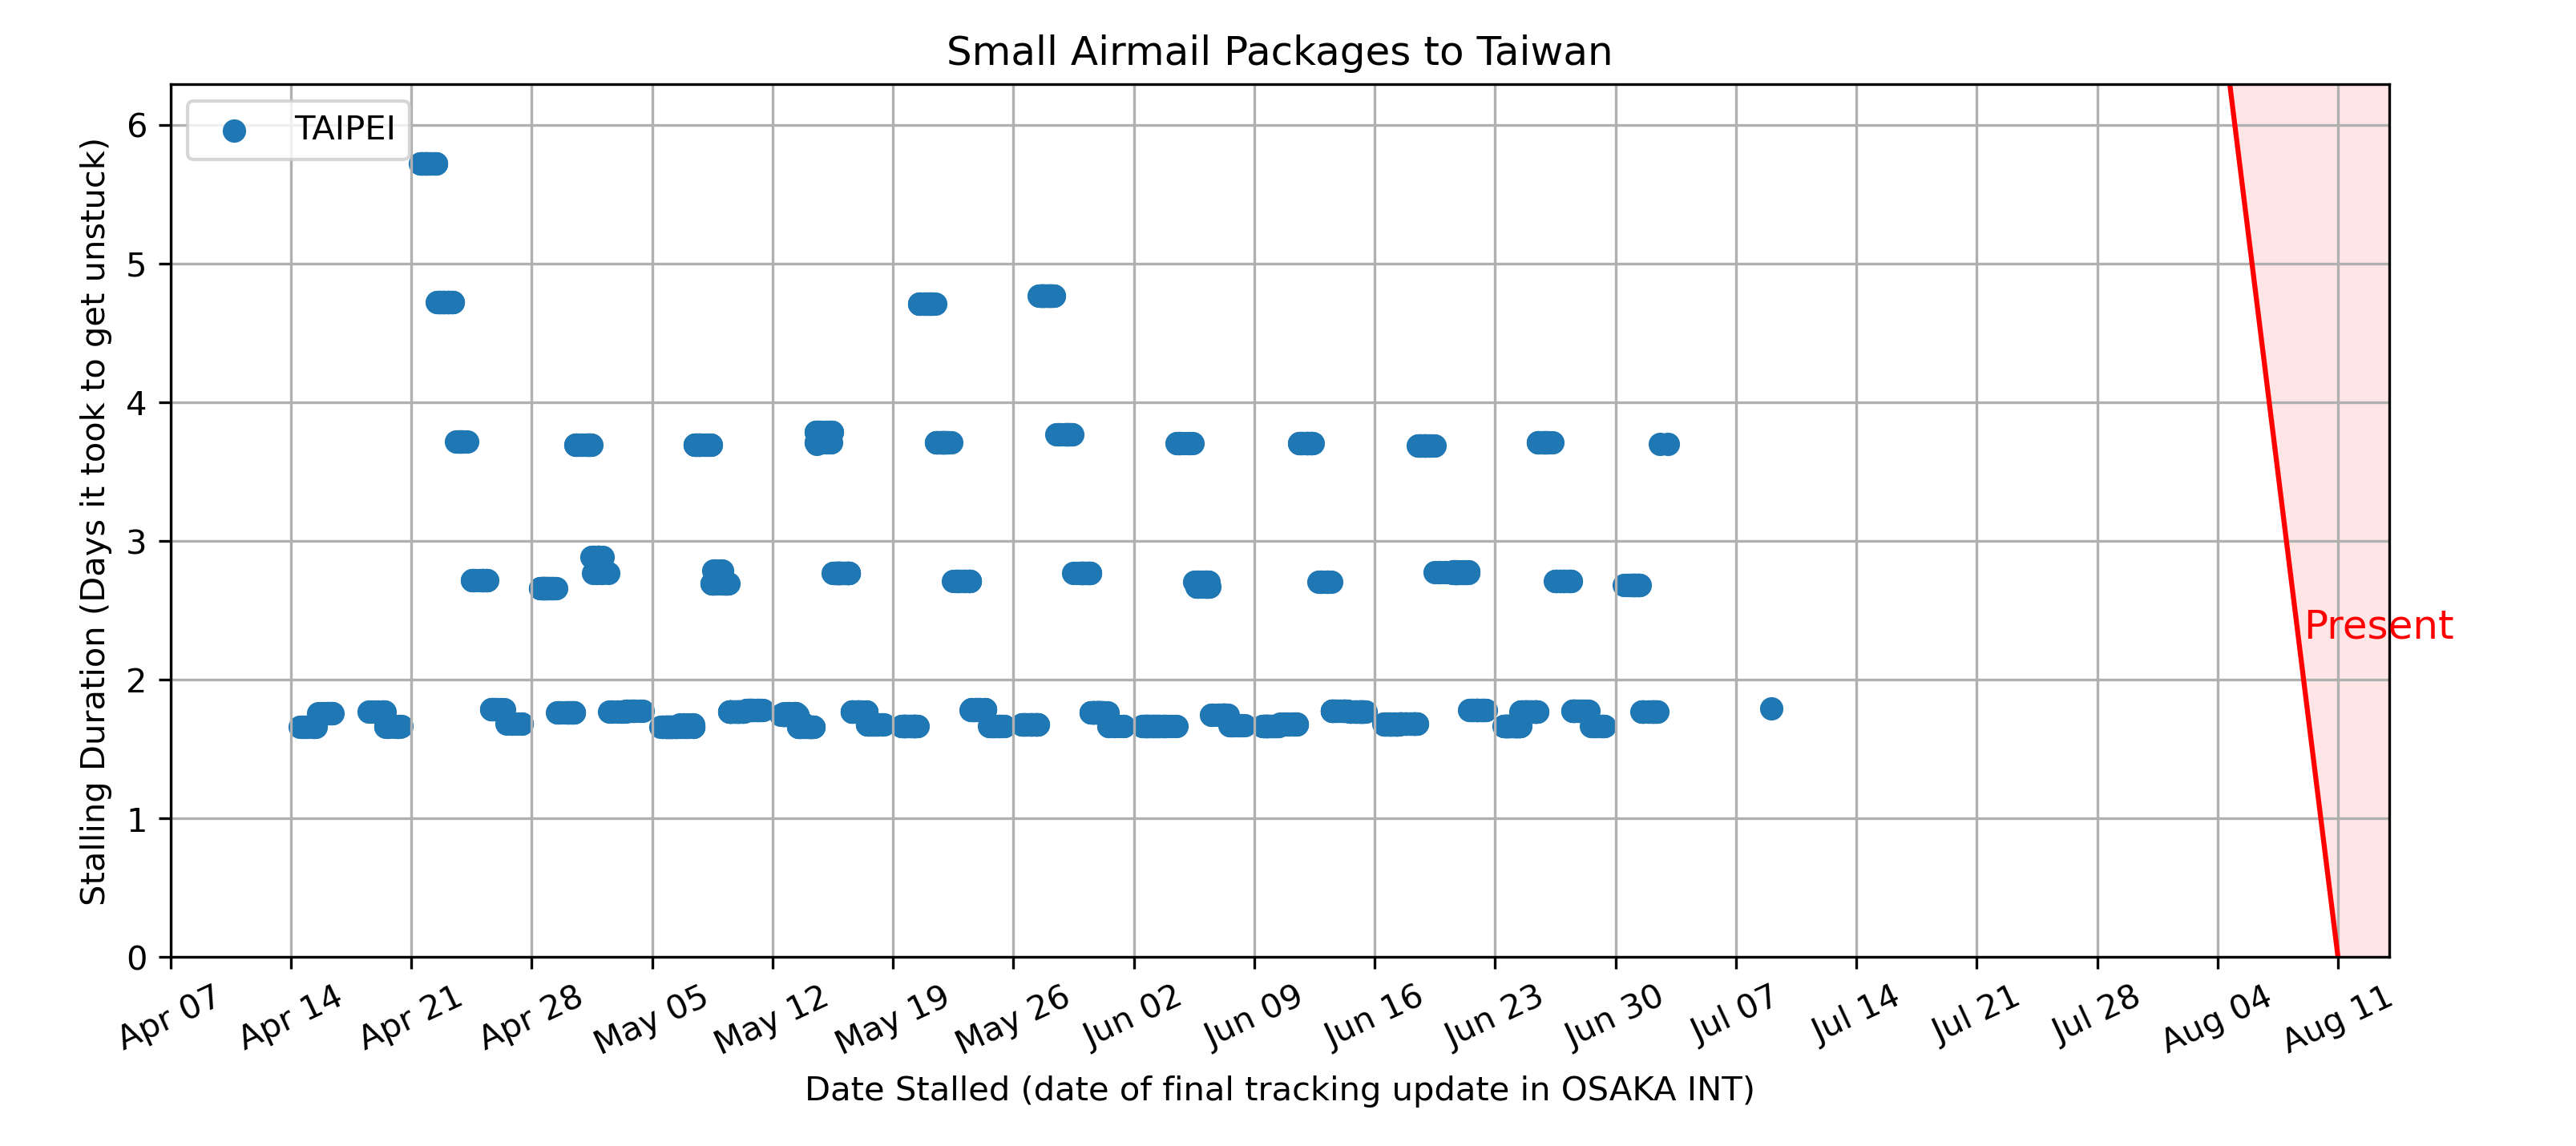 Small Airmail Packages to Taiwan
TAIPEI
Stalling Duration (Days it took to get unstuck)
6
5
4
3
2
1
0
Present
Apr 07
Apr 14
Apr 21
Apr 28
May 05
May 12
May 19
May 26
Jun 02
Jun 09
Jun 16
Jun 23
Jun 30
Jul 07
Jul 14
Jul 21
Jul 28
Aug 04
Aug 11
Date Stalled (date of final tracking update in OSAKA INT)